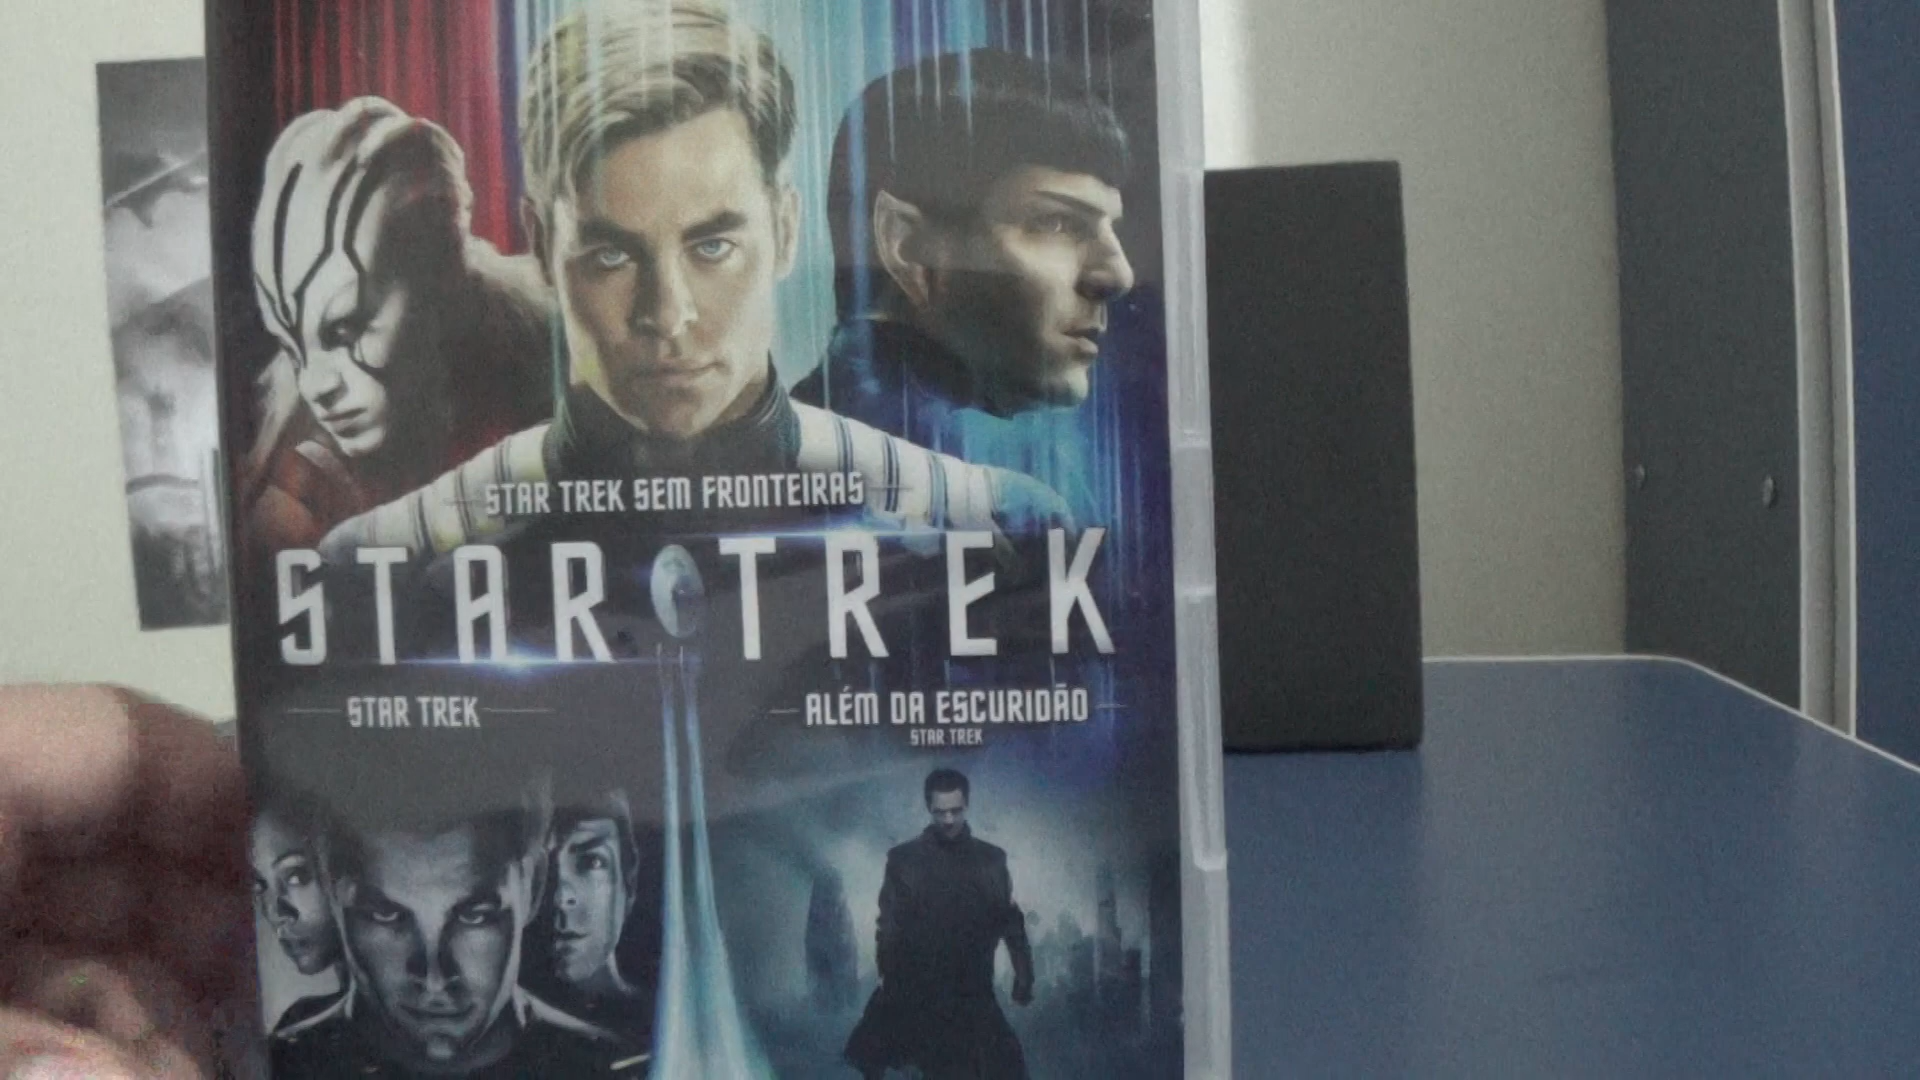 STAR TREK SEM FRONTEIRAS
STAR TREK
STAR TREK
ALÉM DA ESCURIDÃO
STAR TREK